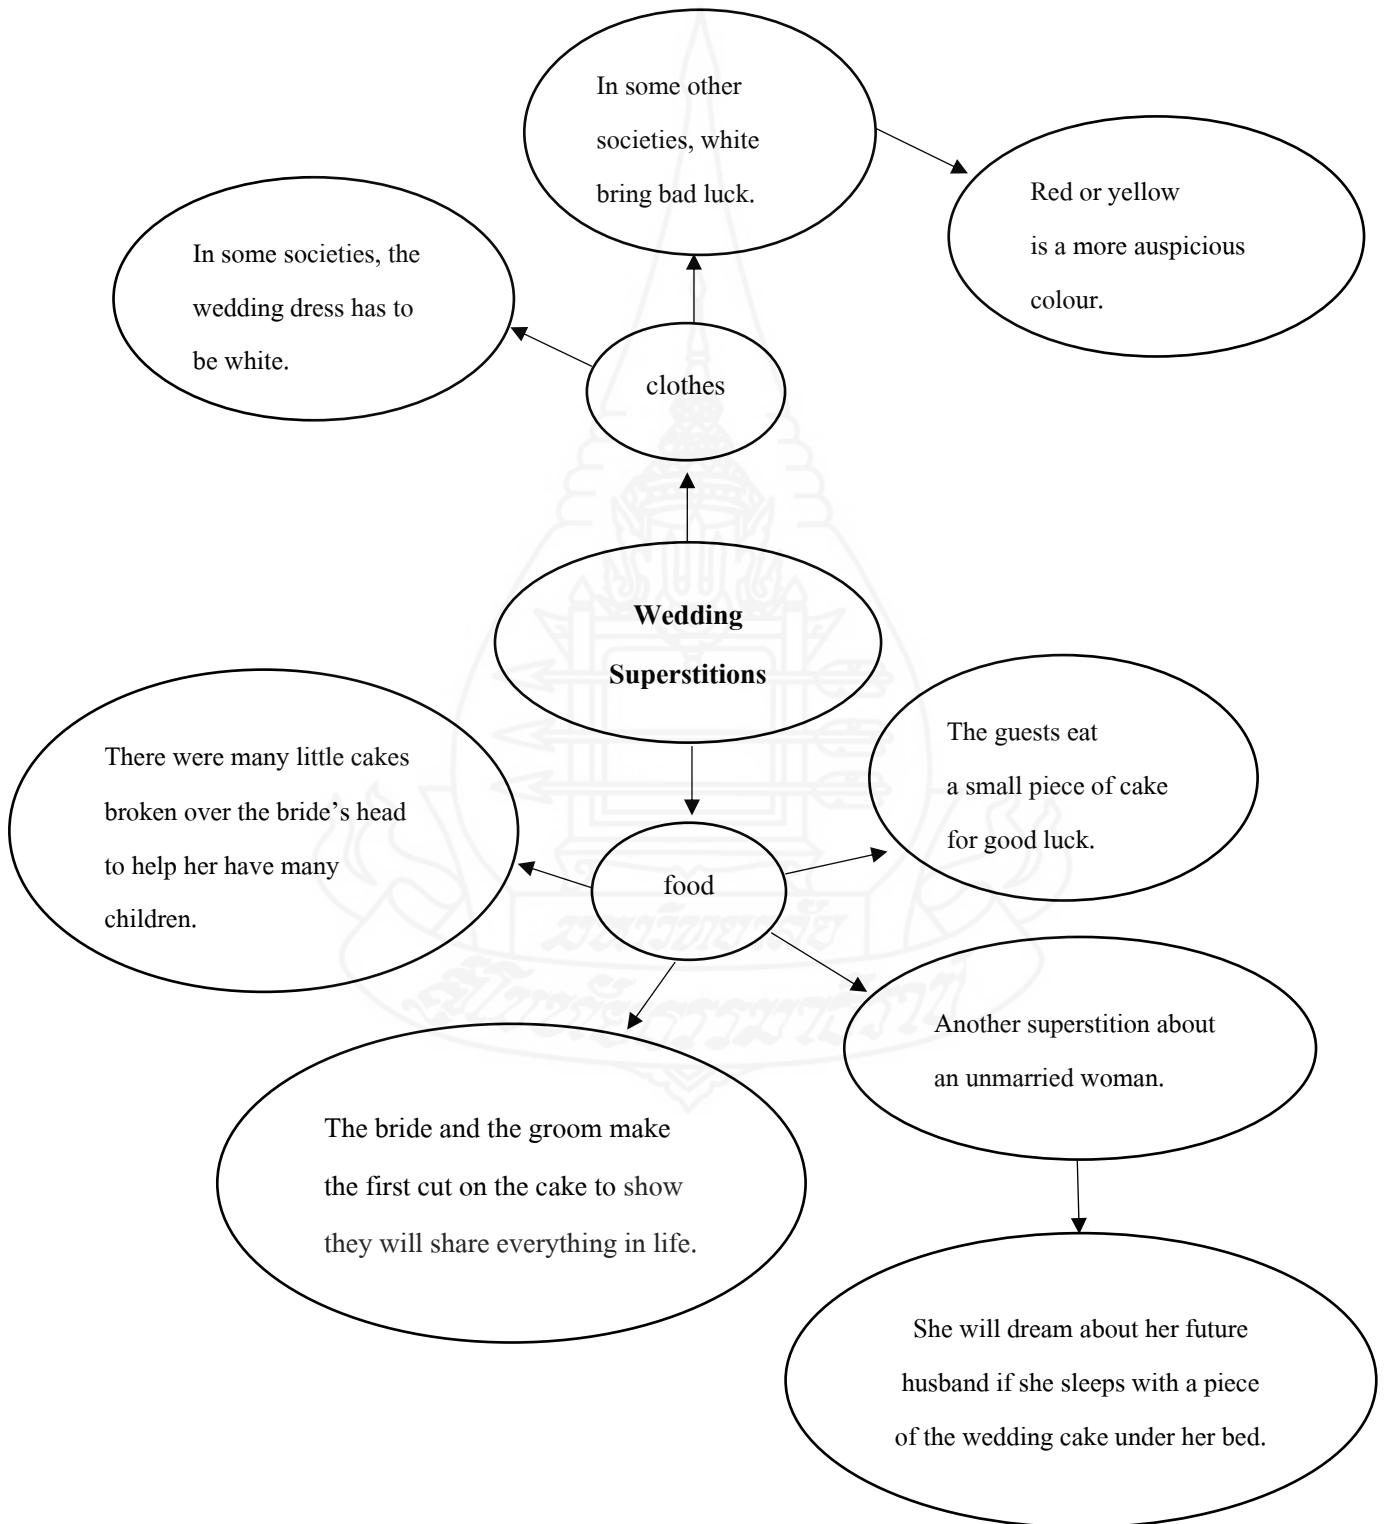 In some other
societies, white
bring bad luck.
Red or yellow
is a more auspicious
colour.
In some societies, the
wedding dress has to
be white.
clothes
Wedding
Superstitions
There were many little cakes
broken over the bride’s head
to help her have many
children.
The guests eat
a small piece of cake
for good luck.
food
Another superstition about
an unmarried woman.
The bride and the groom make
the first cut on the cake to show
they will share everything in life.
She will dream about her future
husband if she sleeps with a piece
of the wedding cake under her bed.